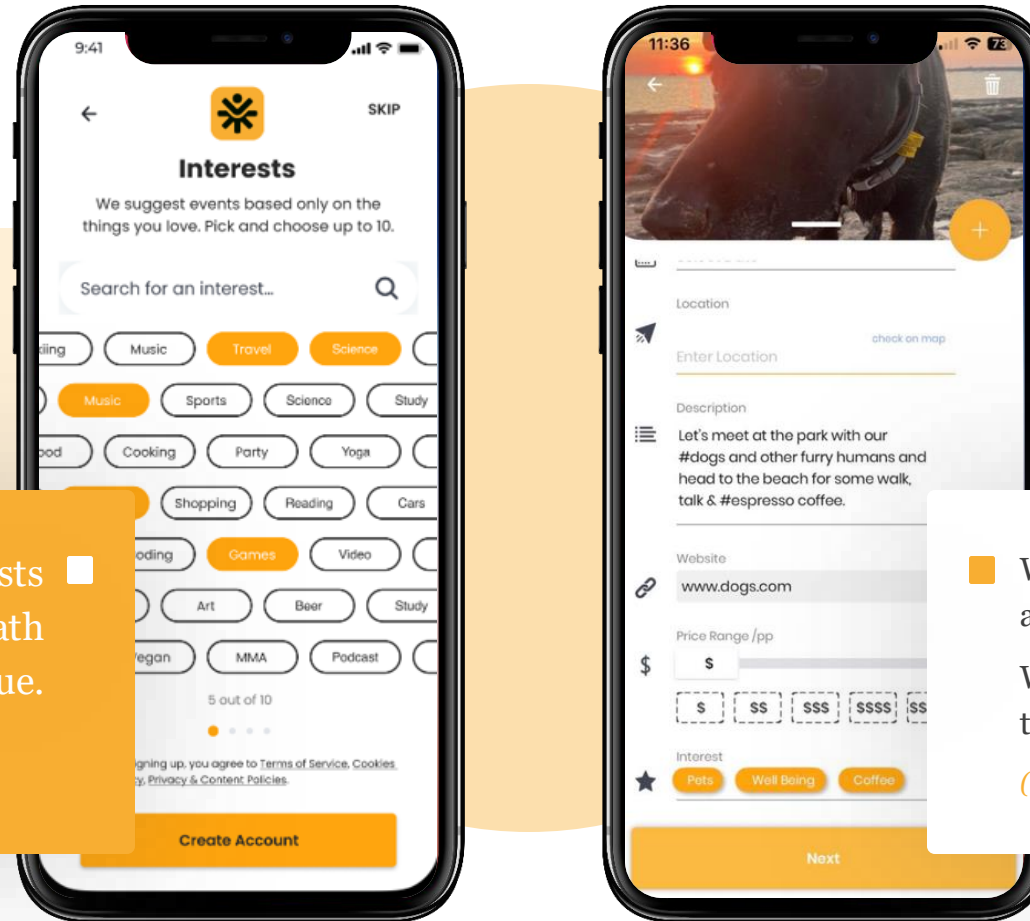 9:41
SKIP
Interests
We suggest events based only on the
things you love. Pick and choose up to 10.
Search for an interest...
Music Travel Science
Music Sports Science Study
Cooking Party Yoga
Shopping Reading Cars
Games Video
Art Beer Study
MMA Podcast
5 out of 10
you agree to Terms of Service, Cookies
Privacy & Content Policies.
Create Account
11:36
73
Location
check on map
Enter Location
Description
Let's meet at the park with our
#dogs and other furry humans and
head to the beach for some walk,
talk & #espresso coffee.
Website
www.dogs.com
Price Range /pp
$
$
$ $$ $$$ $$$$
Interest
Pets Well Being Coffee
Next